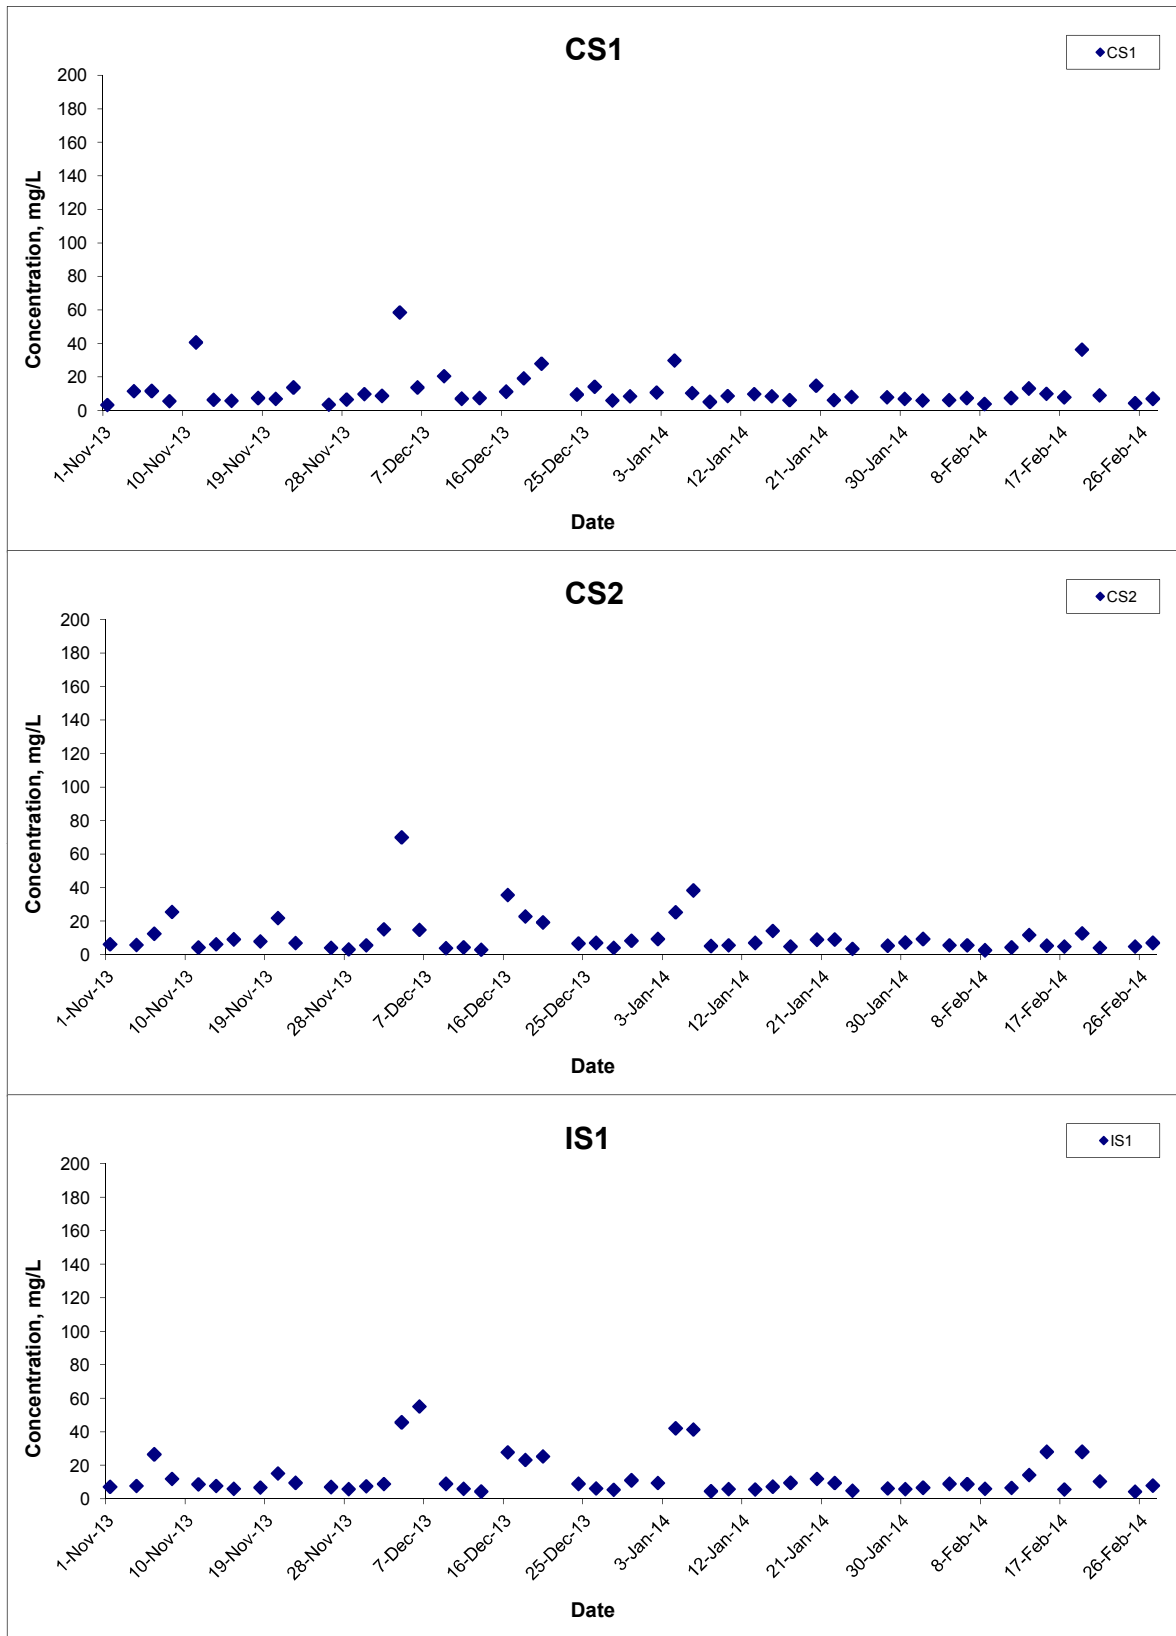 CS1
CS1
Concentration, mg/L
200
180
160
140
120
100
80
60
40
20
0
1-Nov-13
10-Nov-13
19-Nov-13
28-Nov-13
7-Dec-13
16-Dec-13
25-Dec-13
3-Jan-14
12-Jan-14
21-Jan-14
30-Jan-14
8-Feb-14
17-Feb-14
26-Feb-14
Date
CS2
CS2
Concentration, mg/L
200
180
160
140
120
100
80
60
40
20
0
1-Nov-13
10-Nov-13
19-Nov-13
28-Nov-13
7-Dec-13
16-Dec-13
25-Dec-13
3-Jan-14
12-Jan-14
21-Jan-14
30-Jan-14
8-Feb-14
17-Feb-14
26-Feb-14
Date
IS1
IS1
Concentration, mg/L
200
180
160
140
120
100
80
60
40
20
0
1-Nov-13
10-Nov-13
19-Nov-13
28-Nov-13
7-Dec-13
16-Dec-13
25-Dec-13
3-Jan-14
12-Jan-14
21-Jan-14
30-Jan-14
8-Feb-14
17-Feb-14
26-Feb-14
Date